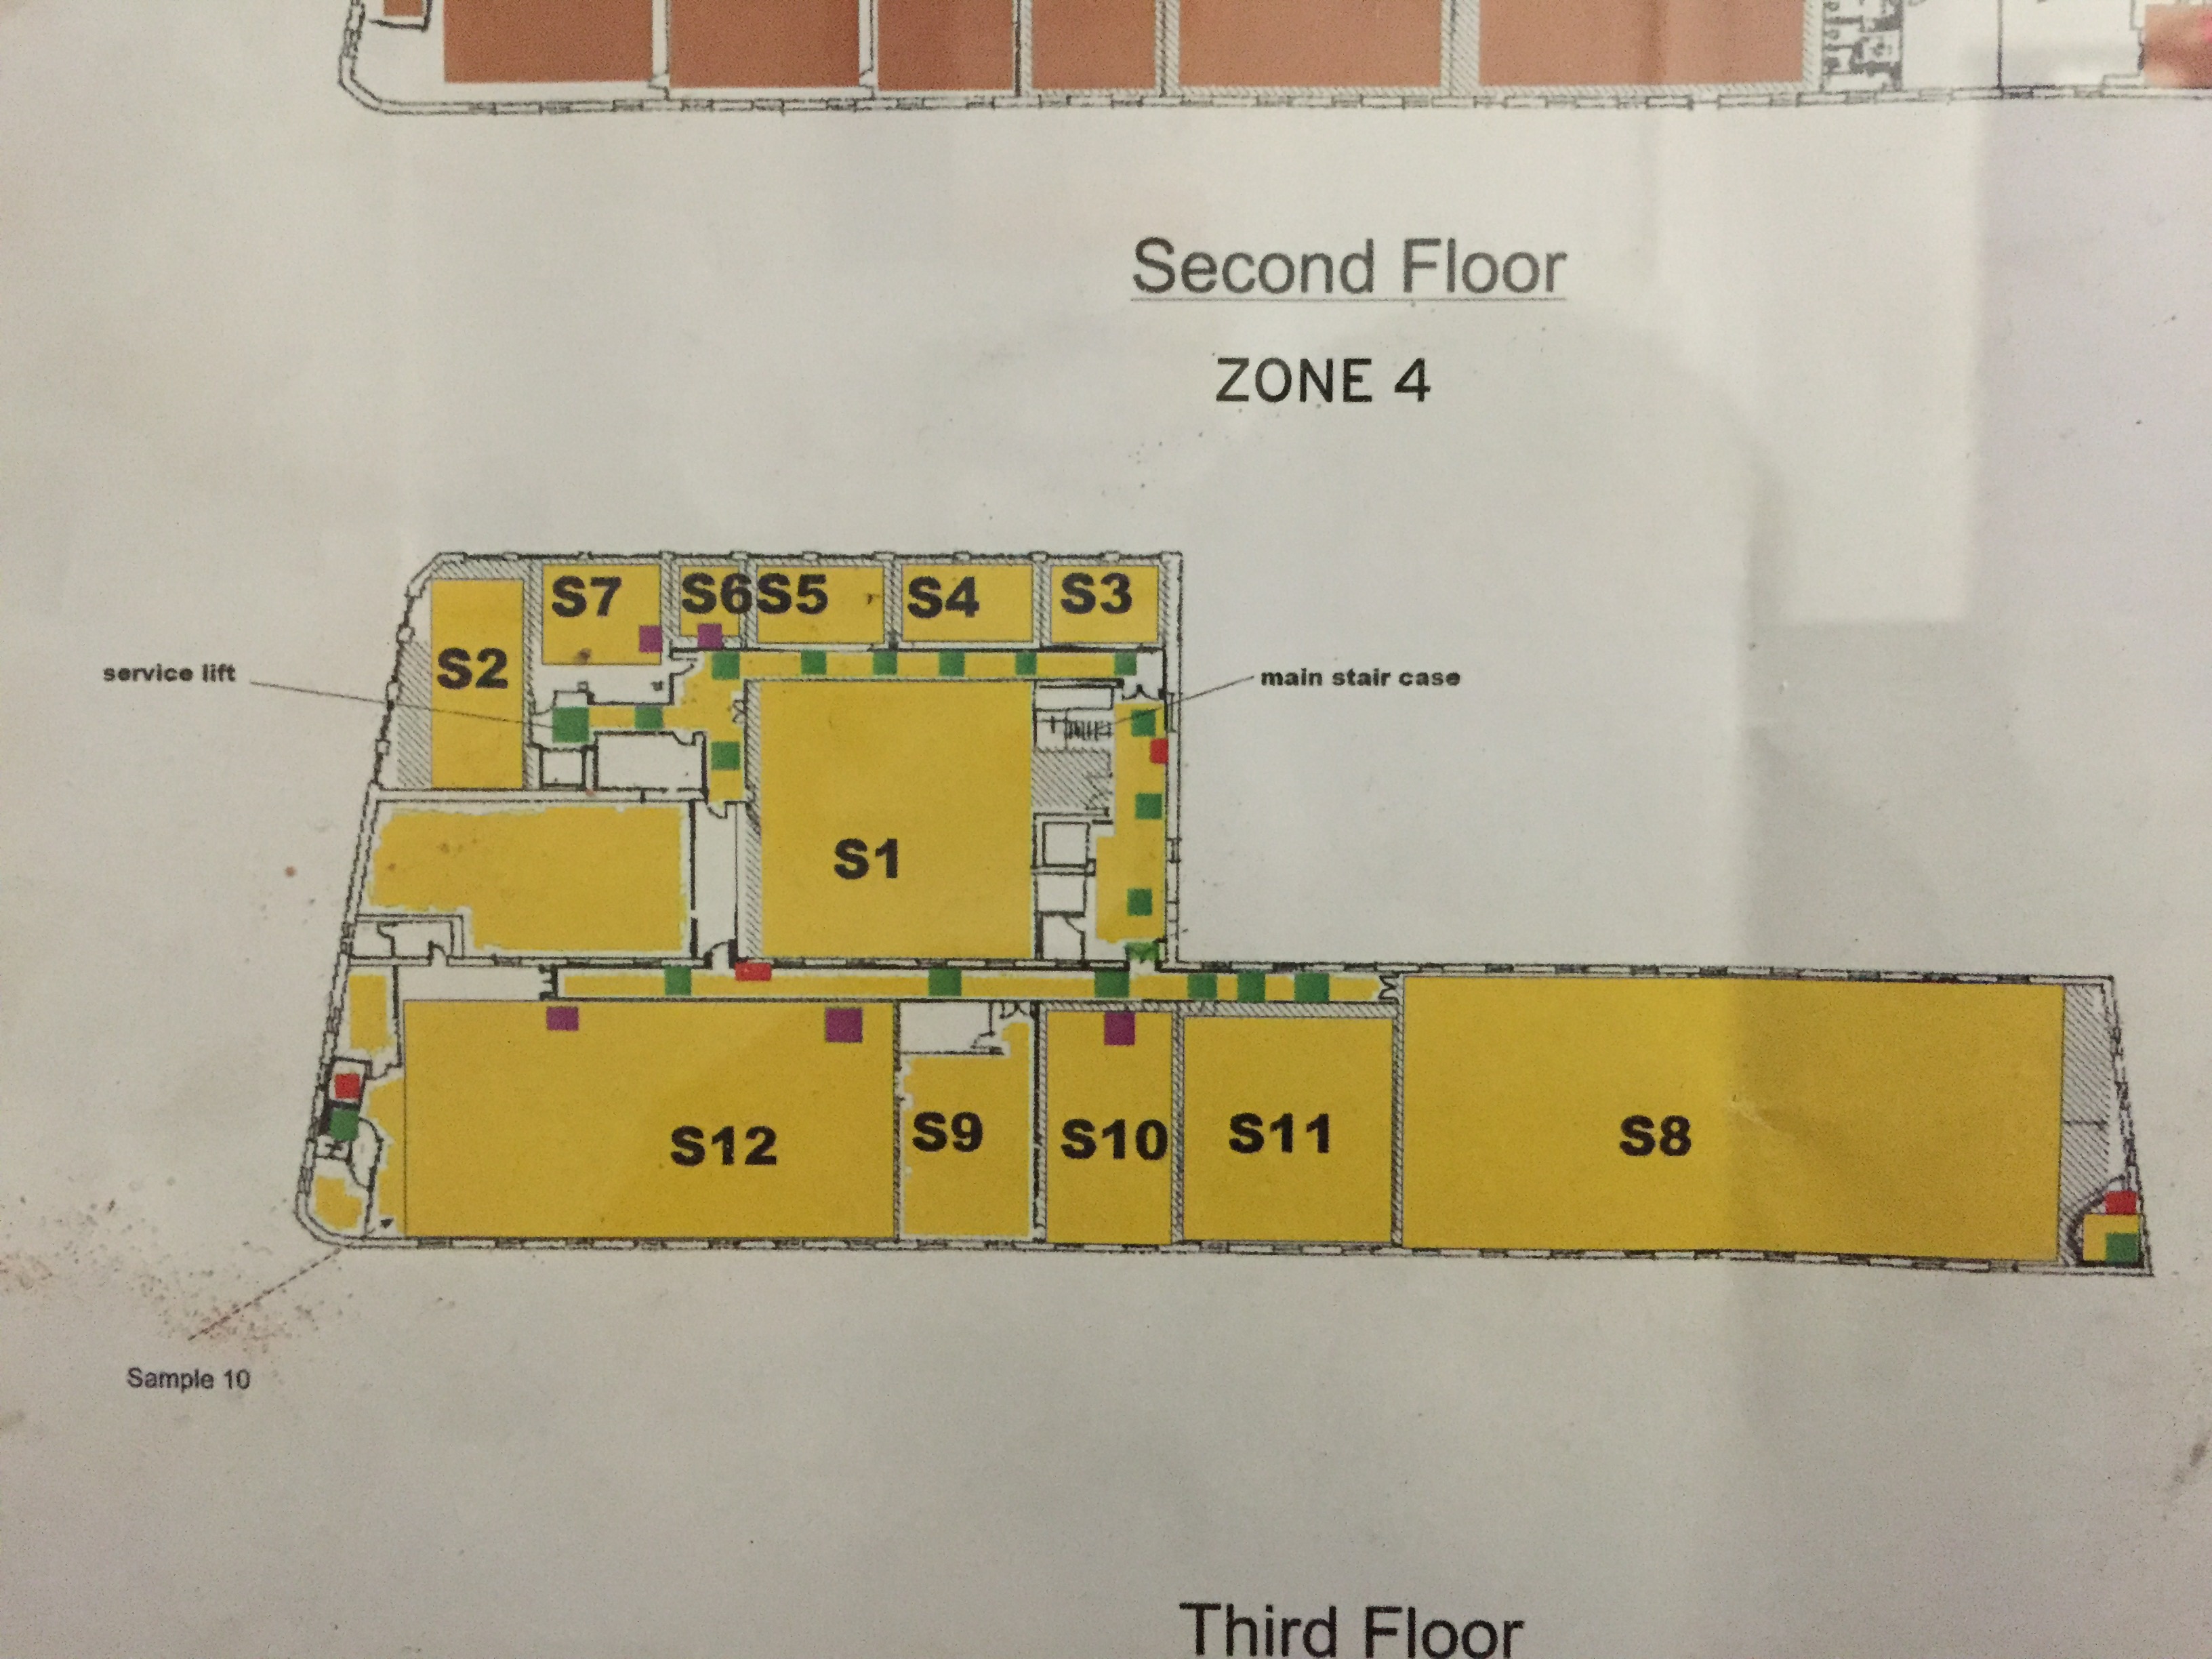 Second Floor
ZONE 4
S7
S6
S5
S4
S3
S2
service lift
main stair case
S1
S12
S9
S10
S11
S8
Sample 10
Third Floor